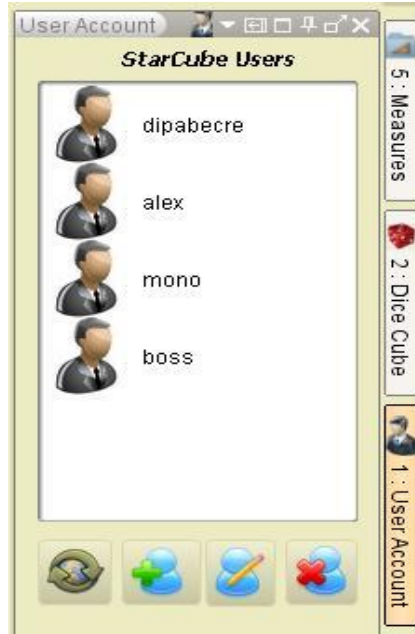 User Account
StarCube Users
dipabecre
alex
mono
boss
5 : Measures
2 : Dice Cube
1 : User Account